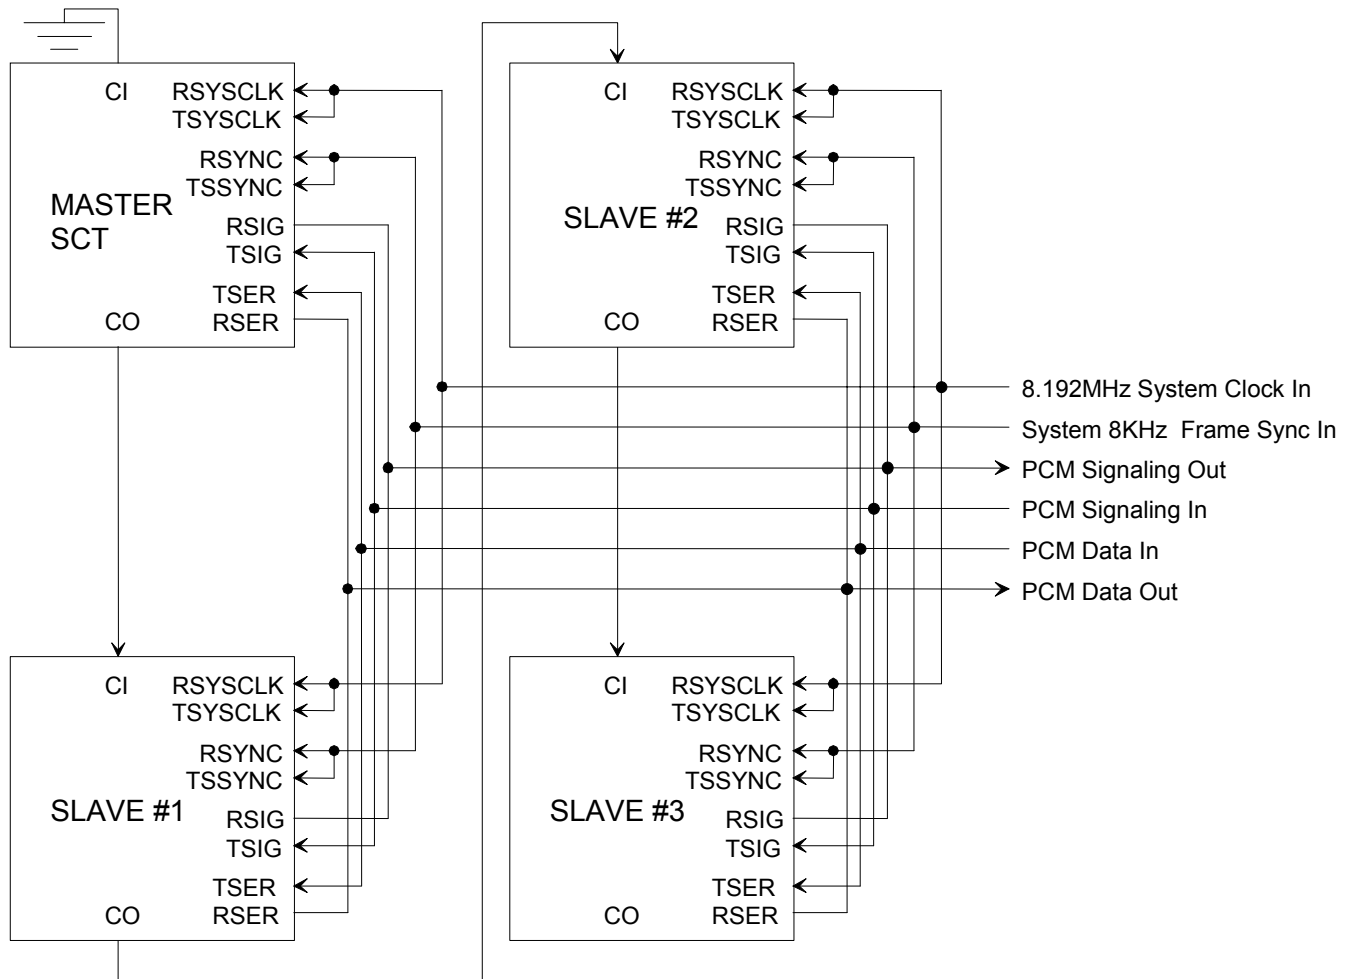 CI RSYSCLK
TSYSCLK
RSYNC
TSSYNC
MASTER
SCT
RSIG
TSIG
TSER
CO RSER
CI RSYSCLK
TSYSCLK
RSYNC
TSSYNC
SLAVE #2
RSIG
TSIG
TSER
CO RSER
8.192MHz System Clock In
System 8KHz Frame Sync In
PCM Signaling Out
PCM Signaling In
PCM Data In
PCM Data Out
CI RSYSCLK
TSYSCLK
RSYNC
TSSYNC
SLAVE #1
RSIG
TSIG
TSER
CO RSER
CI RSYSCLK
TSYSCLK
RSYNC
TSSYNC
SLAVE #3
RSIG
TSIG
TSER
CO RSER